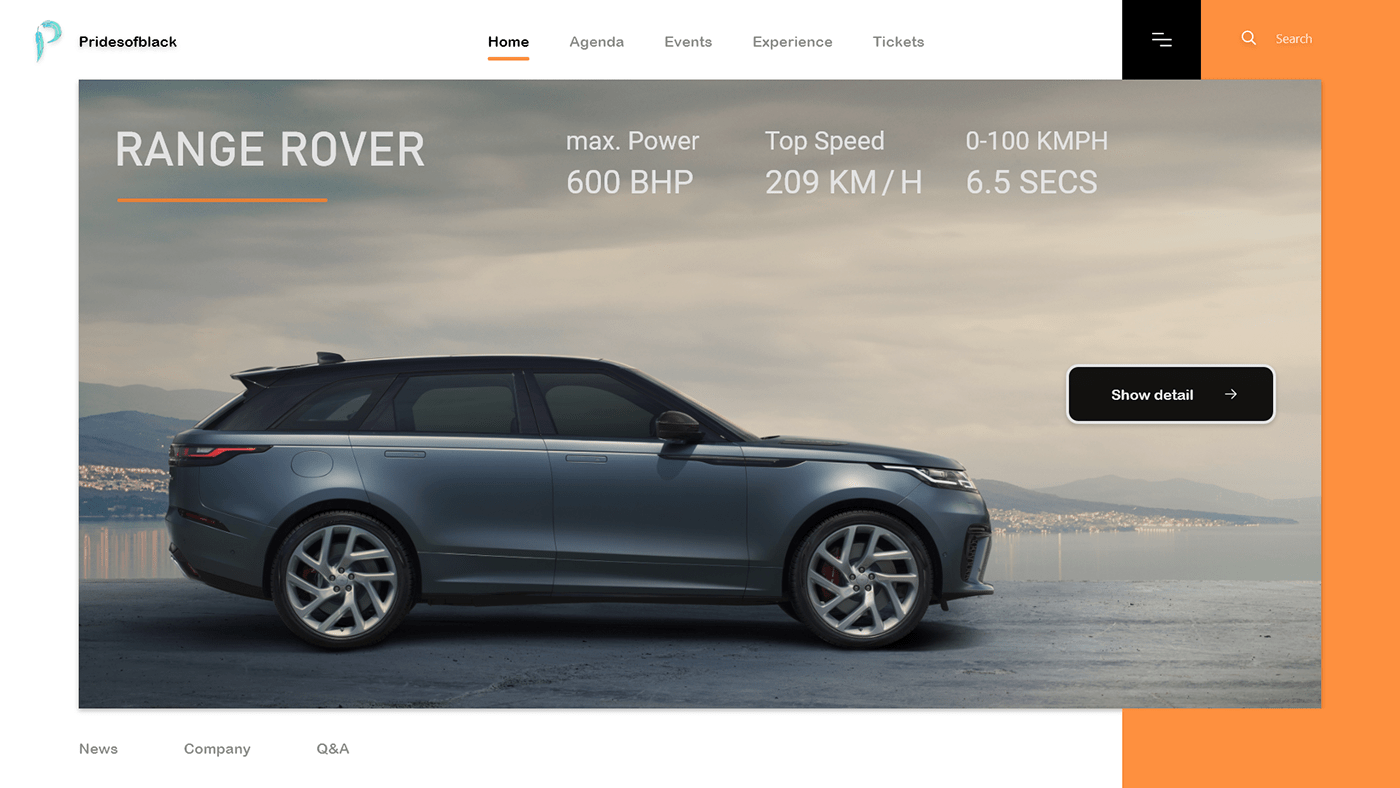 Pridesofblack
Home Agenda Events Experience Tickets
Search
RANGE ROVER
max. Power
600 BHP
Top Speed
209 KM / H
0-100 KMPH
6.5 SECS
Show detail
News Company Q&A